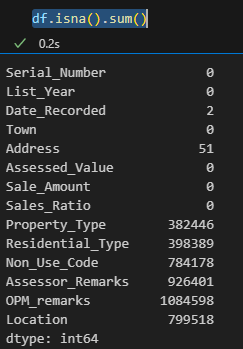 df.isna().sum()
0.2s
Serial_Number 0
List_Year 0
Date_Recorded 2
Town 0
Address 51
Assessed_Value 0
Sale_Amount 0
Sales_Ratio 0
Property_Type 382446
Residential_Type 398389
Non_Use_Code 784178
Assessor_Remarks 926401
OPM_remarks 1084598
Location 799518
dtype: int64